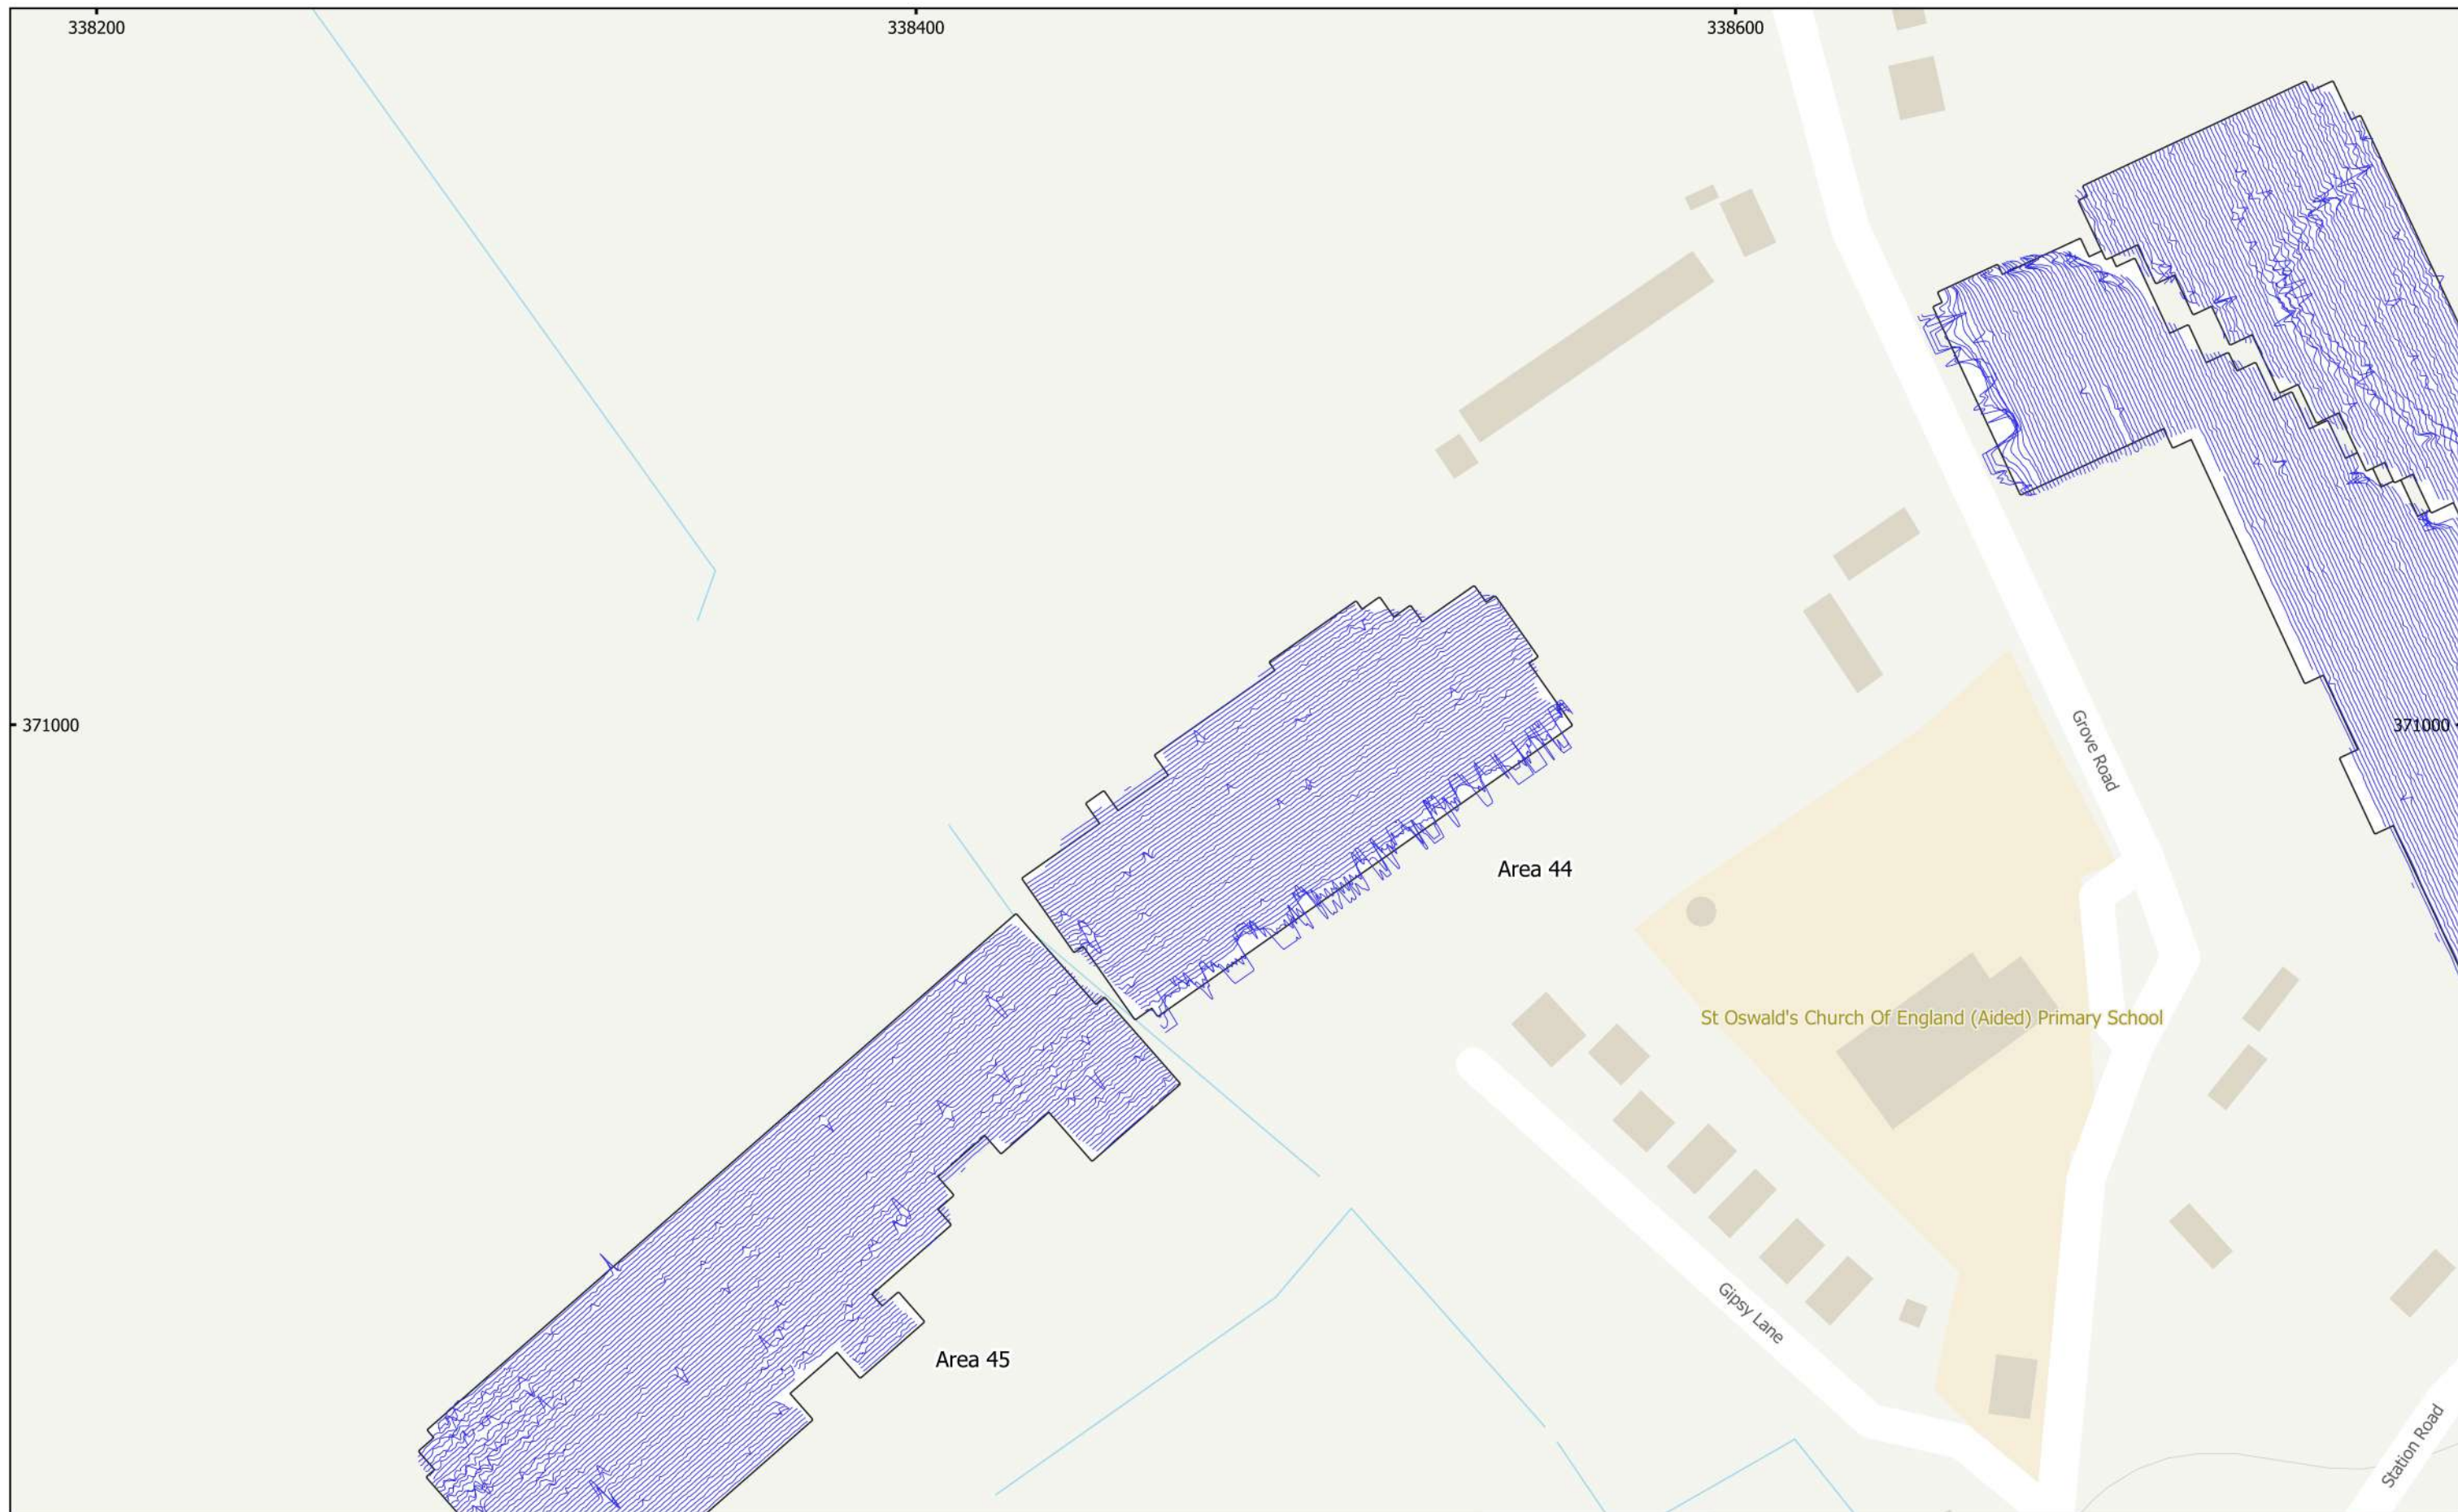 338200
338400
338600
371000
371000
Grove Road
Area 44
St Oswald's Church Of England (Aided) Primary School
Gipsy Lane
Area 45
Station Road